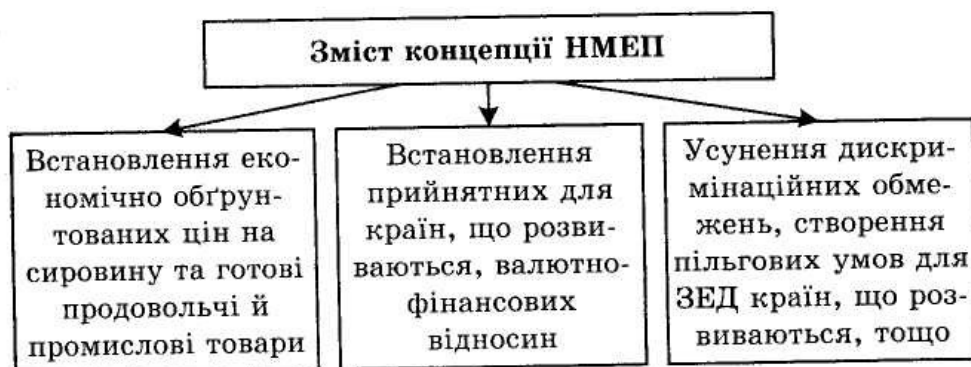 Зміст концепції НМЕП
Встановлення еко-
номічно обґрун-
тованих цін на
сировину та готові
продовольчі й
промислові товари
Встановлення
прийнятних для
країн, що розви-
ваються, валютно-
фінансових
відносин
Усунення дискри-
мінаційних обме-
жень, створення
пільгових умов для
ЗЕД країн, що роз-
виваються, тощо